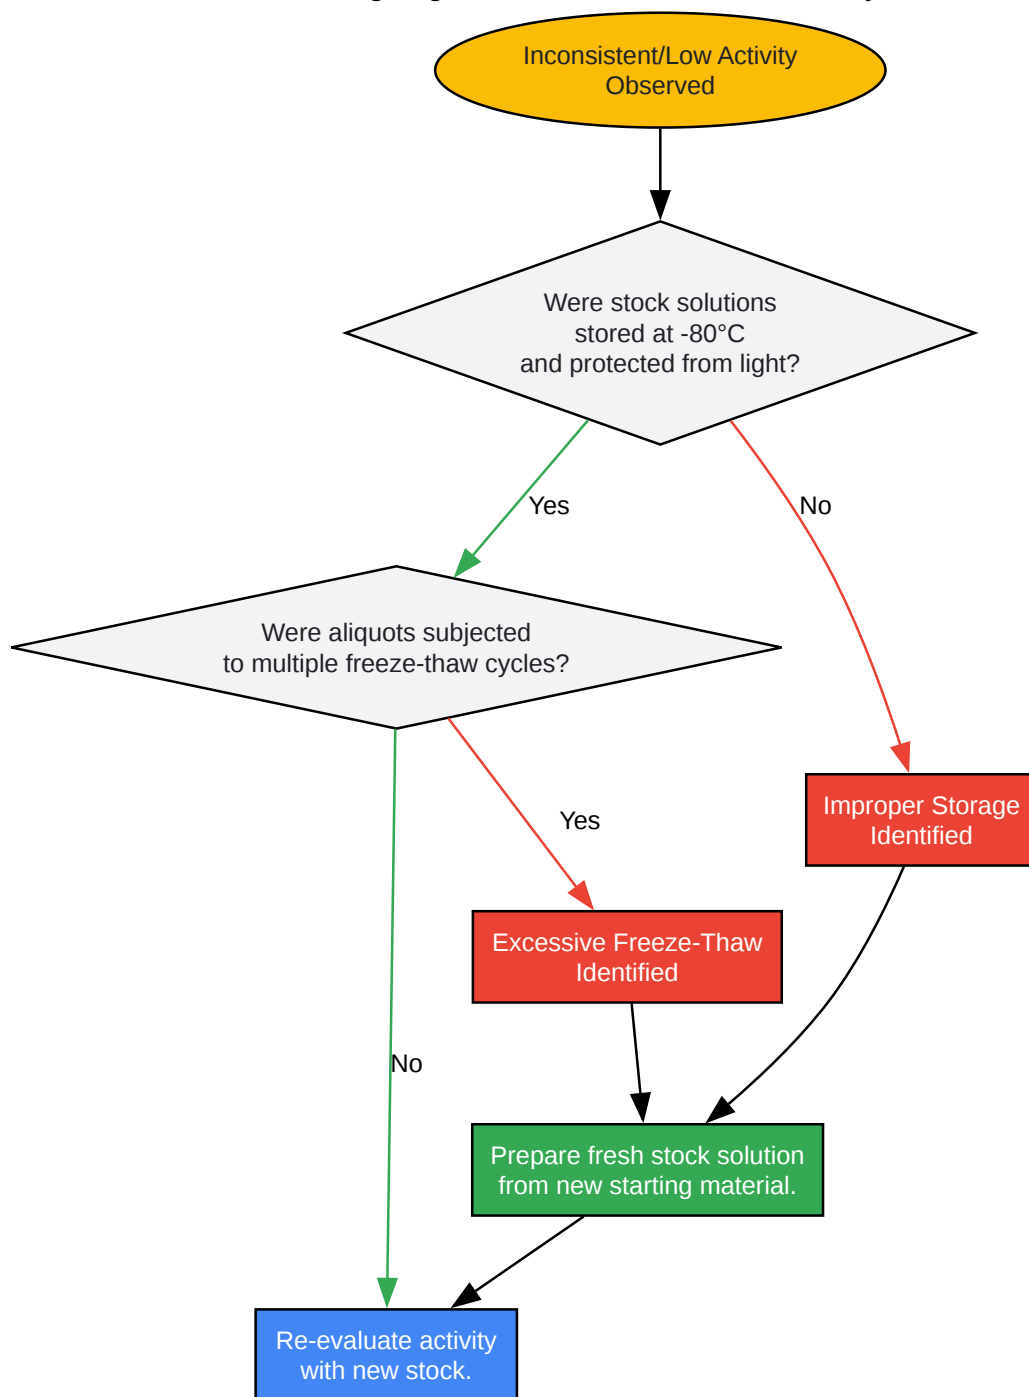 Inconsistent/Low Activity
Observed
Were stock solutions
stored at -80°C
and protected from light?
Yes
No
Were aliquots subjected
to multiple freeze-thaw cycles?
Improper Storage
Identified
Yes
Excessive Freeze-Thaw
Identified
No
Prepare fresh stock solution
from new starting material.
Re-evaluate activity
with new stock.